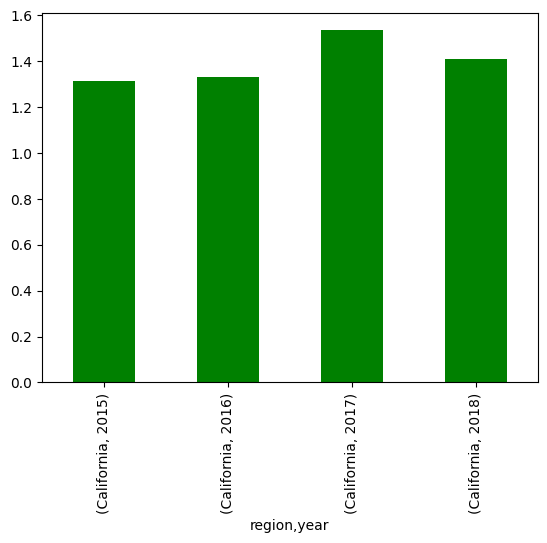 1.6
1.4
1.2
1.0
0.8
0.6
0.4
0.2
0.0
(California, 2015)
(California, 2016)
(California, 2017)
(California, 2018)
region,year